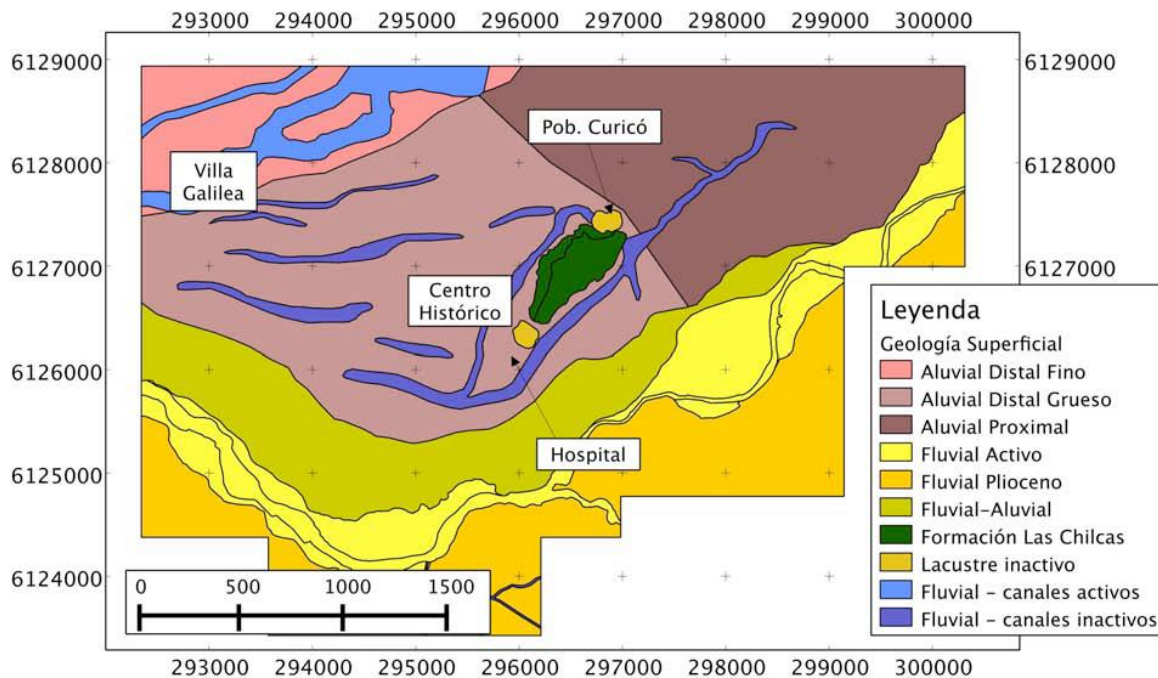 293000 294000 295000 296000 297000 298000 299000 300000
6129000
6129000
Pob. Curicó
6128000
6128000
Villa
Galilea
6127000
6127000
Centro
Histórico
Leyenda
Geología Superficial
Aluvial Distal Fino
Aluvial Distal Grueso
Aluvial Proximal
Fluvial Activo
Fluvial Plioceno
Fluvial-Aluvial
Formación Las Chilcas
Lacustre inactivo
Fluvial - canales activos
Fluvial - canales inactivos
6126000
Hospital
6125000
6124000
0 500 1000 1500
293000 294000 295000 296000 297000 298000 299000 300000